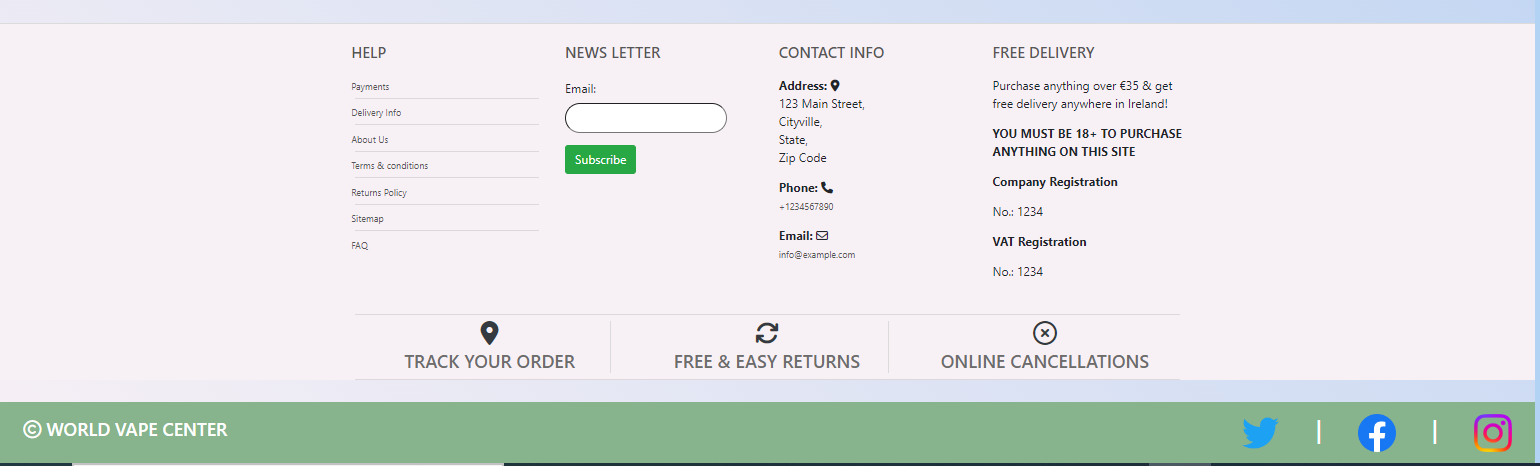 HELP
Payments
Delivery Info
About Us
Terms & conditions
Returns Policy
Sitemap
FAQ
NEWS LETTER
Email:
Subscribe
CONTACT INFO
Address:
123 Main Street,
Cityville,
State,
Zip Code
Phone:
+1234567890
Email:
info@example.com
FREE DELIVERY
Purchase anything over €35 & get
free delivery anywhere in Ireland!
YOU MUST BE 18+ TO PURCHASE
ANYTHING ON THIS SITE
Company Registration
No.: 1234
VAT Registration
No.: 1234
TRACK YOUR ORDER
FREE & EASY RETURNS
ONLINE CANCELLATIONS
© WORLD VAPE CENTER
| |